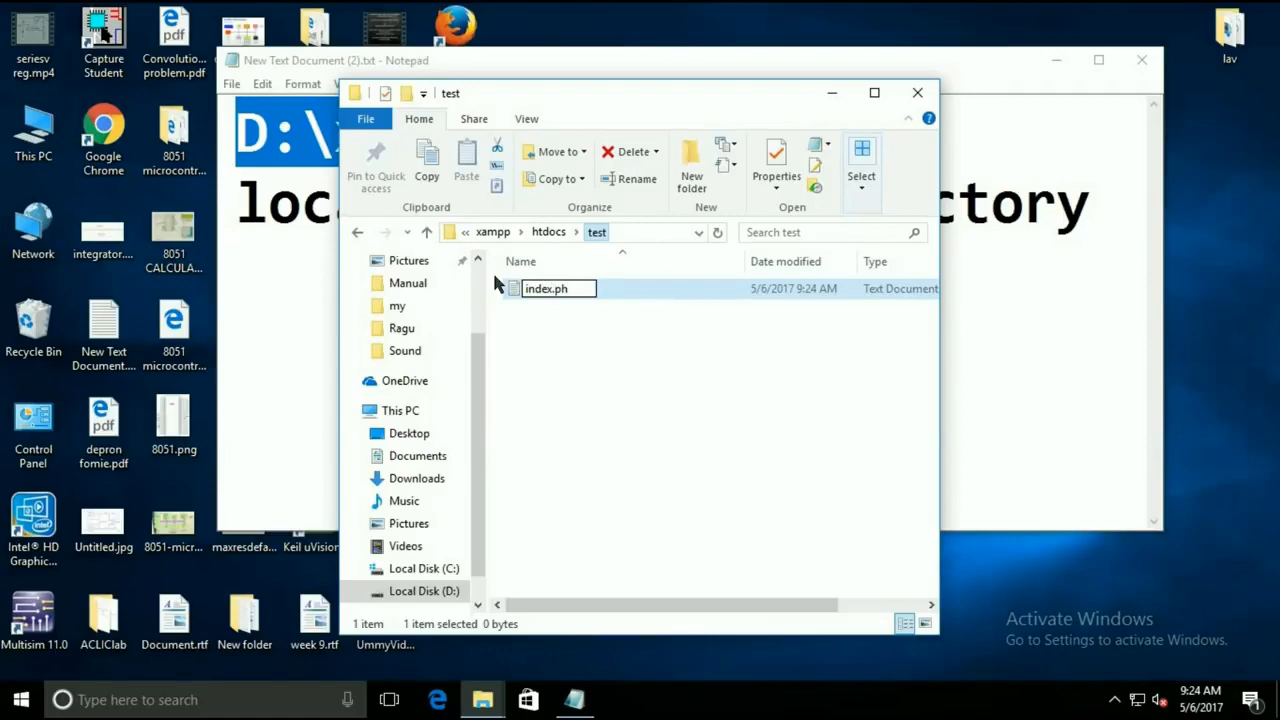 seriesv
reg.mp4
Capture
Student
Convolutio...
problem.pdf
lav
This PC
Google
Chrome
8051
microcontr...
Network
integrator....
8051
CALCULA...
Recycle Bin
New Text
Document....
8051
microcontr...
Control
Panel
depron
fomie.pdf
8051.png
Intel® HD
Graphic...
Untitled.jpg
8051-micr...
maxresdefa...
Keil uVision
Multisim 11.0
ACLIClab
Document.rtf
New folder
week 9.rtf
UmmyVid...
New Text Document (2).txt - Notepad
File Edit Format
D:\
loc
ctory
test
File Home Share View
Pin to Quick
access
Copy
Paste
Move to
Copy to
Delete
Rename
New
folder
Properties
Select
Clipboard Organize New Open
« xampp › htdocs › test
Search test
Name Date modified Type
index.ph 5/6/2017 9:24 AM Text Document
Pictures
Manual
my
Ragu
Sound
OneDrive
This PC
Desktop
Documents
Downloads
Music
Pictures
Videos
Local Disk (C:)
Local Disk (D:)
1 item 1 item selected 0 bytes
Activate Windows
Go to Settings to activate Windows.
Type here to search
9:24 AM
5/6/2017
1